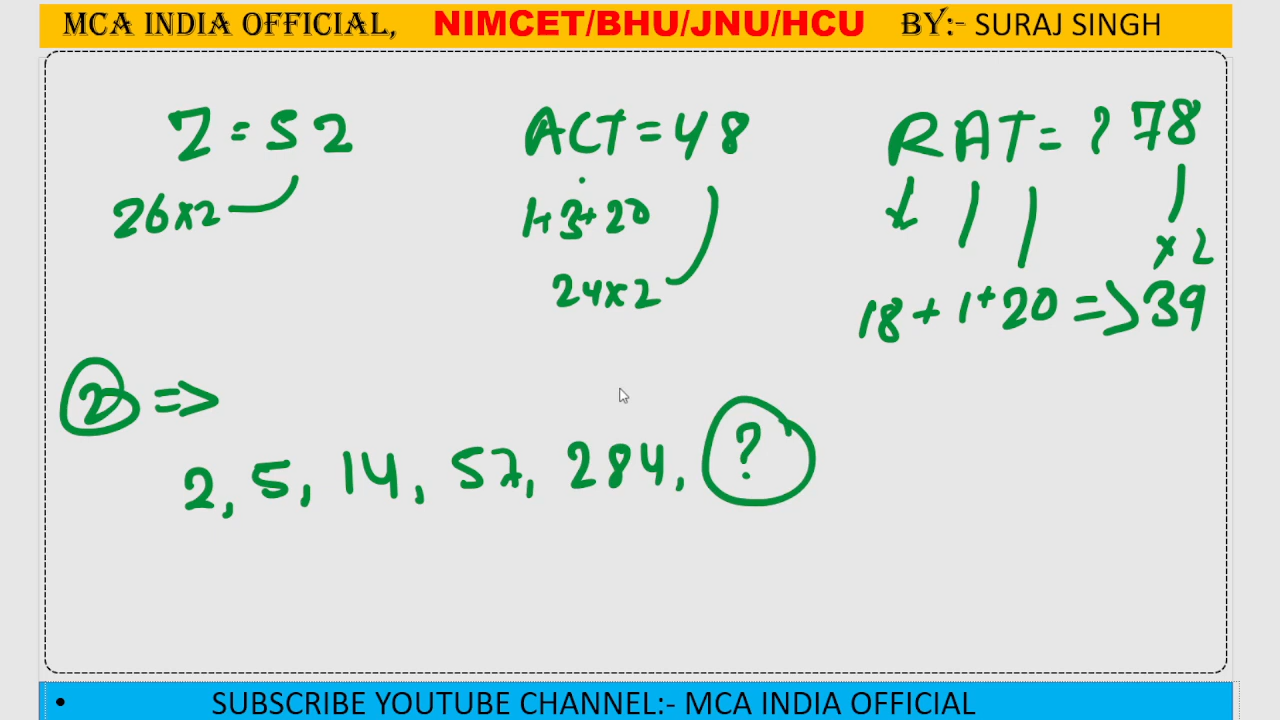 MCA INDIA OFFICIAL, NIMCET/BHU/JNU/HCU BY:- SURAJ SINGH
Z = 52 ACT = 48 RAT = ? 78
26x2 1+3+20 x2
24x2 18 + 1+20 => 39
2 =>
2, 5, 14, 57, 284, ?
• SUBSCRIBE YOUTUBE CHANNEL:- MCA INDIA OFFICIAL